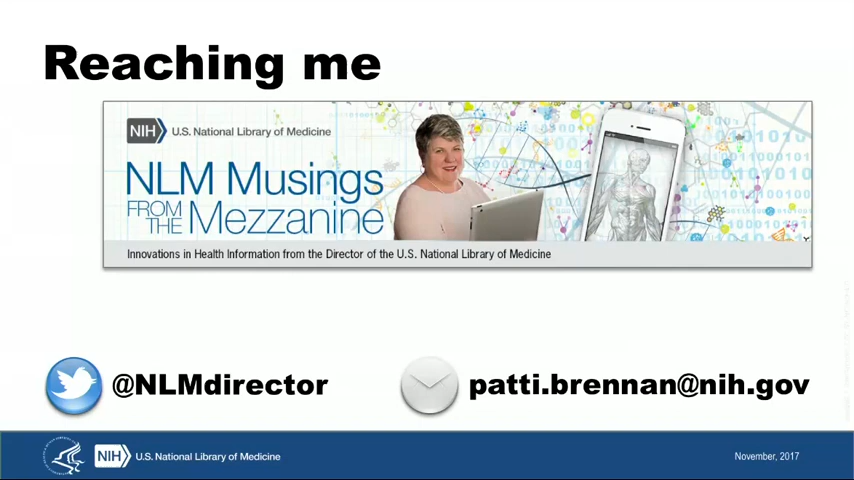 Reaching me
NIH U.S. National Library of Medicine
NLM Musings
FROM THE Mezzanine
Innovations in Health Information from the Director of the U.S. National Library of Medicine
@NLMdirector
patti.brennan@nih.gov
NIH U.S. National Library of Medicine
November, 2017